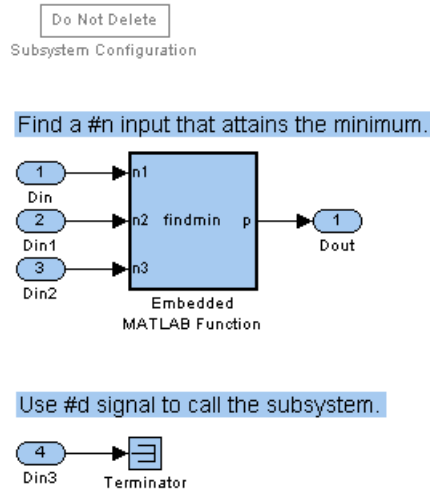 Do Not Delete
Subsystem Configuration
Find a #n input that attains the minimum.
1
n1
Din
2
n2 findmin p
1
Din1
Dout
3
n3
Din2
Embedded
MATLAB Function
Use #d signal to call the subsystem.
4
Din3
Terminator